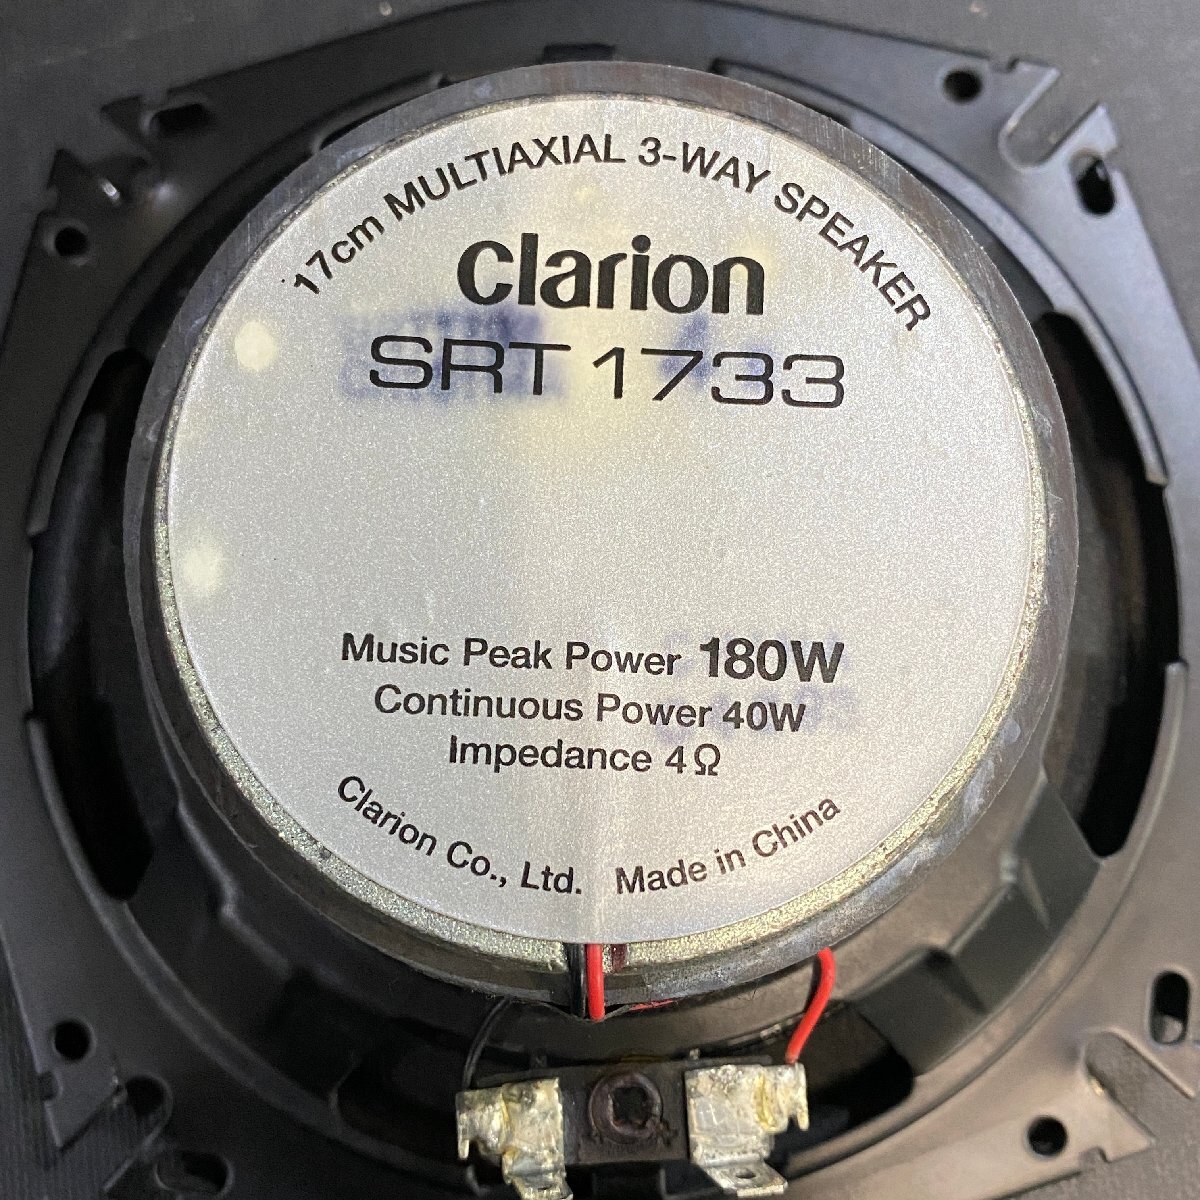 17cm MULTIAXIAL 3-WAY SPEAKER
clarion
SRT 1733
Music Peak Power 180W
Continuous Power 40W
Impedance 4Ω
Clarion Co., Ltd. Made in China